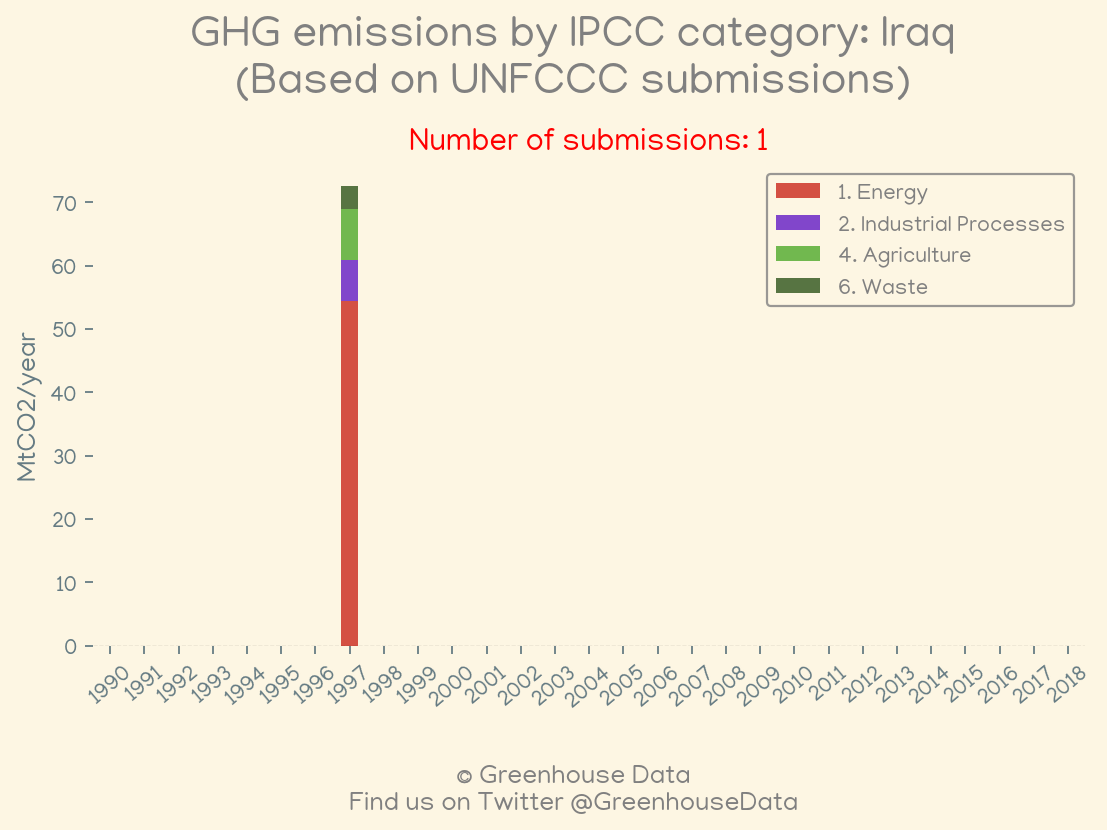 GHG emissions by IPCC category: Iraq
(Based on UNFCCC submissions)
Number of submissions: 1
1. Energy
2. Industrial Processes
4. Agriculture
6. Waste
MtCO2/year
70
60
50
40
30
20
10
0
1990 1991 1992 1993 1994 1995 1996 1997 1998 1999 2000 2001 2002 2003 2004 2005 2006 2007 2008 2009 2010 2011 2012 2013 2014 2015 2016 2017 2018
© Greenhouse Data
Find us on Twitter @GreenhouseData